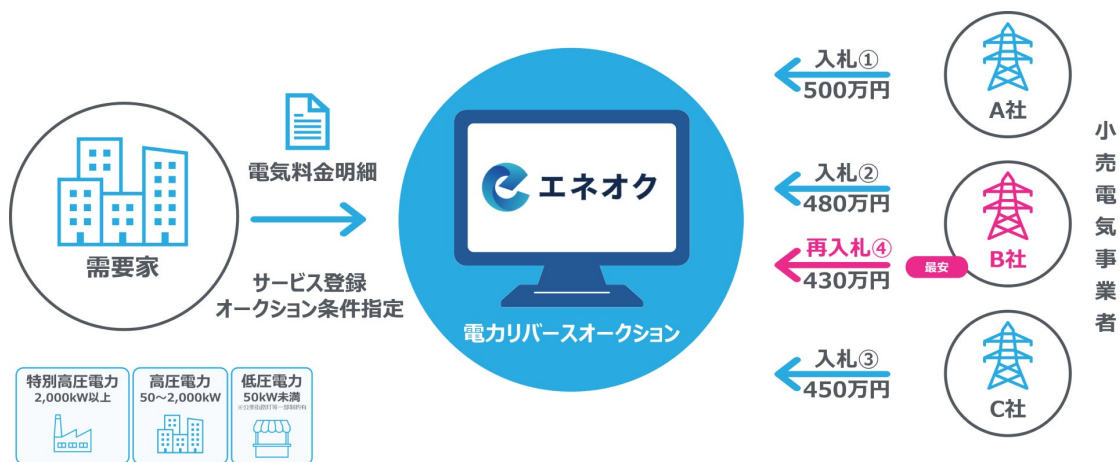 需要家
電気料金明細
サービス登録
オークション条件指定
特別高圧電力
2,000kW以上
高圧電力
50～2,000kW
低圧電力
50kW未満
エネオク
電力リバースオークション
入札①
500万円
入札②
480万円
再入札④
430万円
最安
入札③
450万円
A社
B社
C社
小売電気事業者